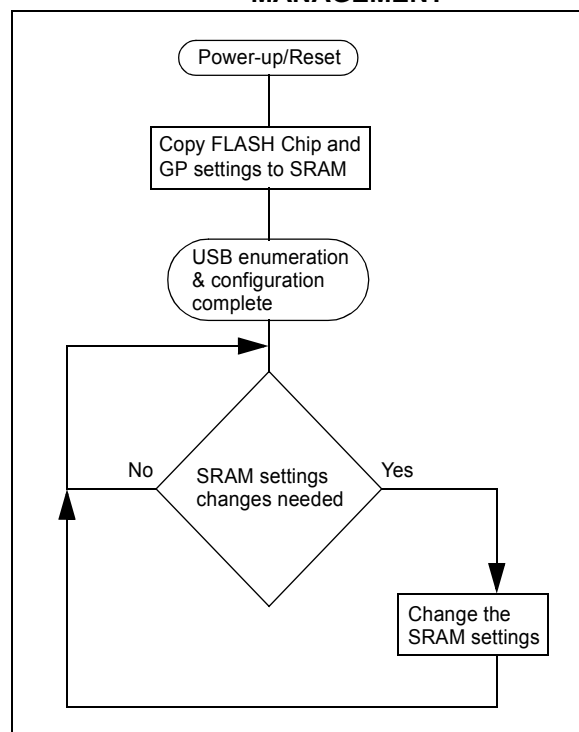 MANAGEMENT
Power-up/Reset
Copy FLASH Chip and
GP settings to SRAM
USB enumeration
& configuration
complete
No
SRAM settings
changes needed
Yes
Change the
SRAM settings